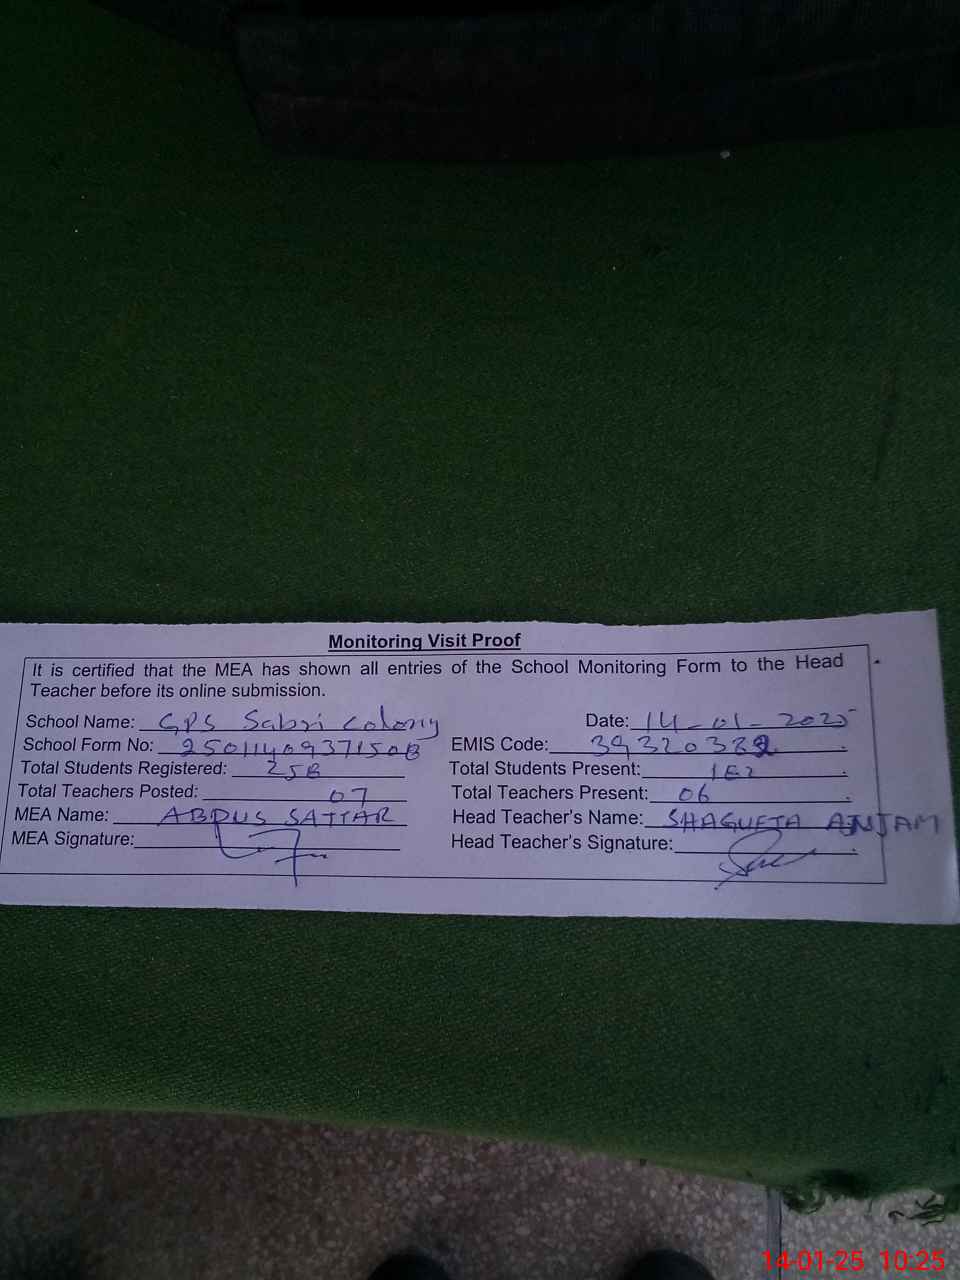 Monitoring Visit Proof
It is certified that the MEA has shown all entries of the School Monitoring Form to the Head
Teacher before its online submission.
School Name: GPS Sabri Colony Date: 14-01-2025
School Form No: EMIS Code:
Total Students Registered: 258 Total Students Present:
Total Teachers Posted: 07 Total Teachers Present: 06
MEA Name: ABDUS SATTAR Head Teacher's Name: SHAGUFTA ANJAM
MEA Signature: Head Teacher's Signature:
14-01-25 10:25